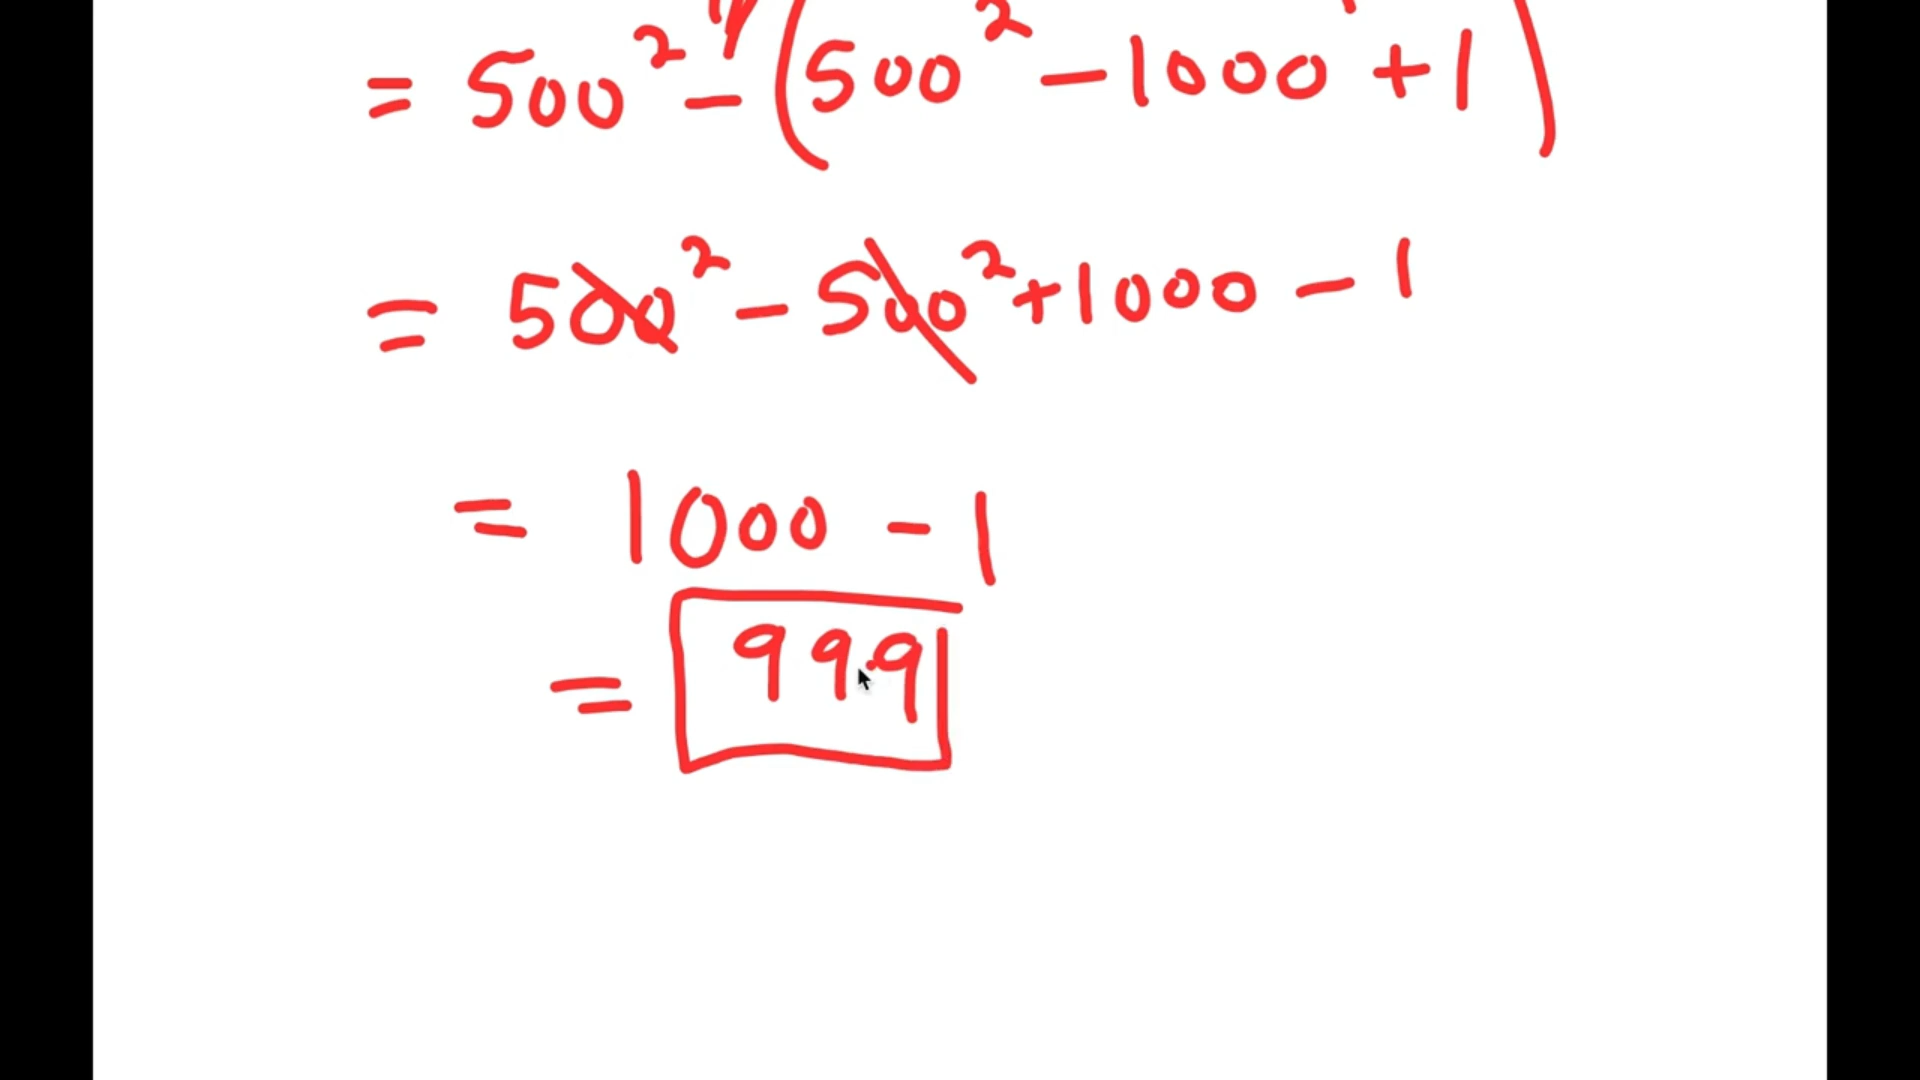 = 500² - (500² - 1000 + 1)
= 500² - 500² + 1000 - 1
= 1000 - 1
= 999